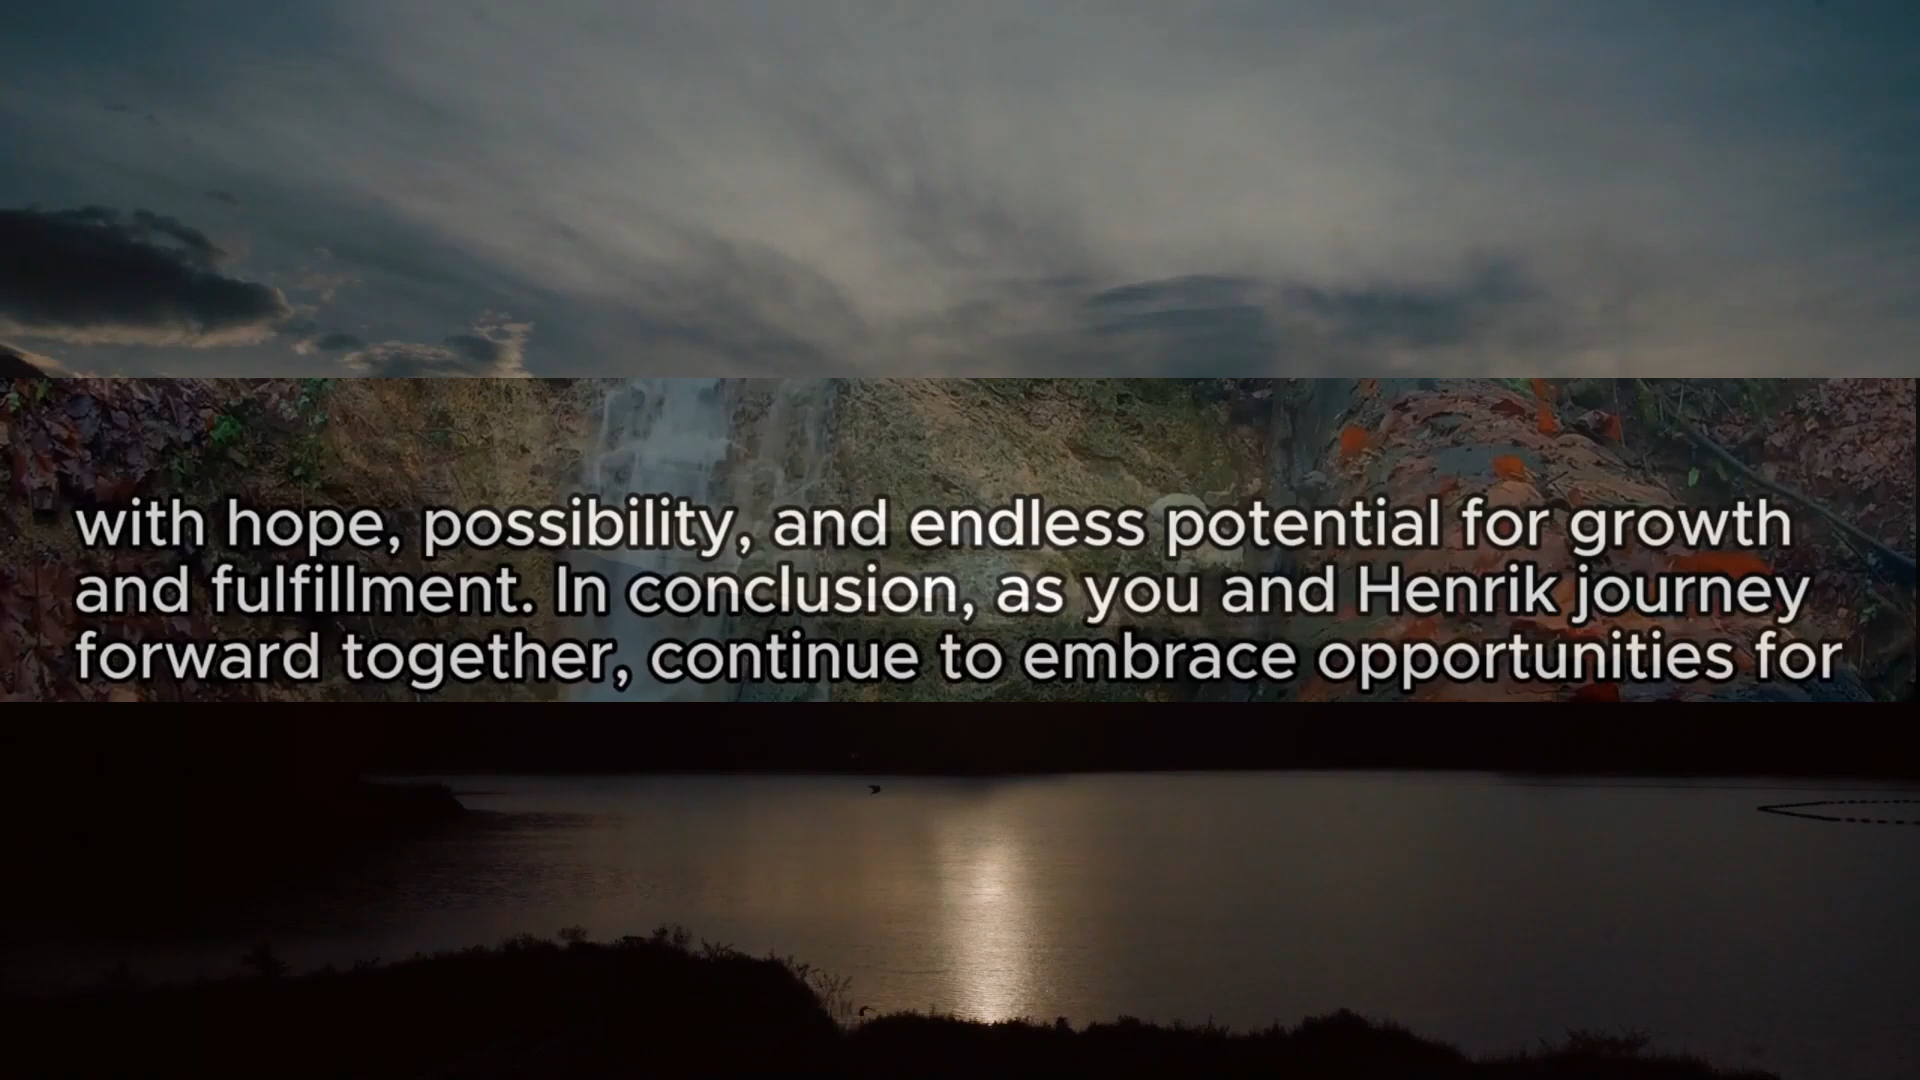 with hope, possibility, and endless potential for growth
and fulfillment. In conclusion, as you and Henrik journey
forward together, continue to embrace opportunities for